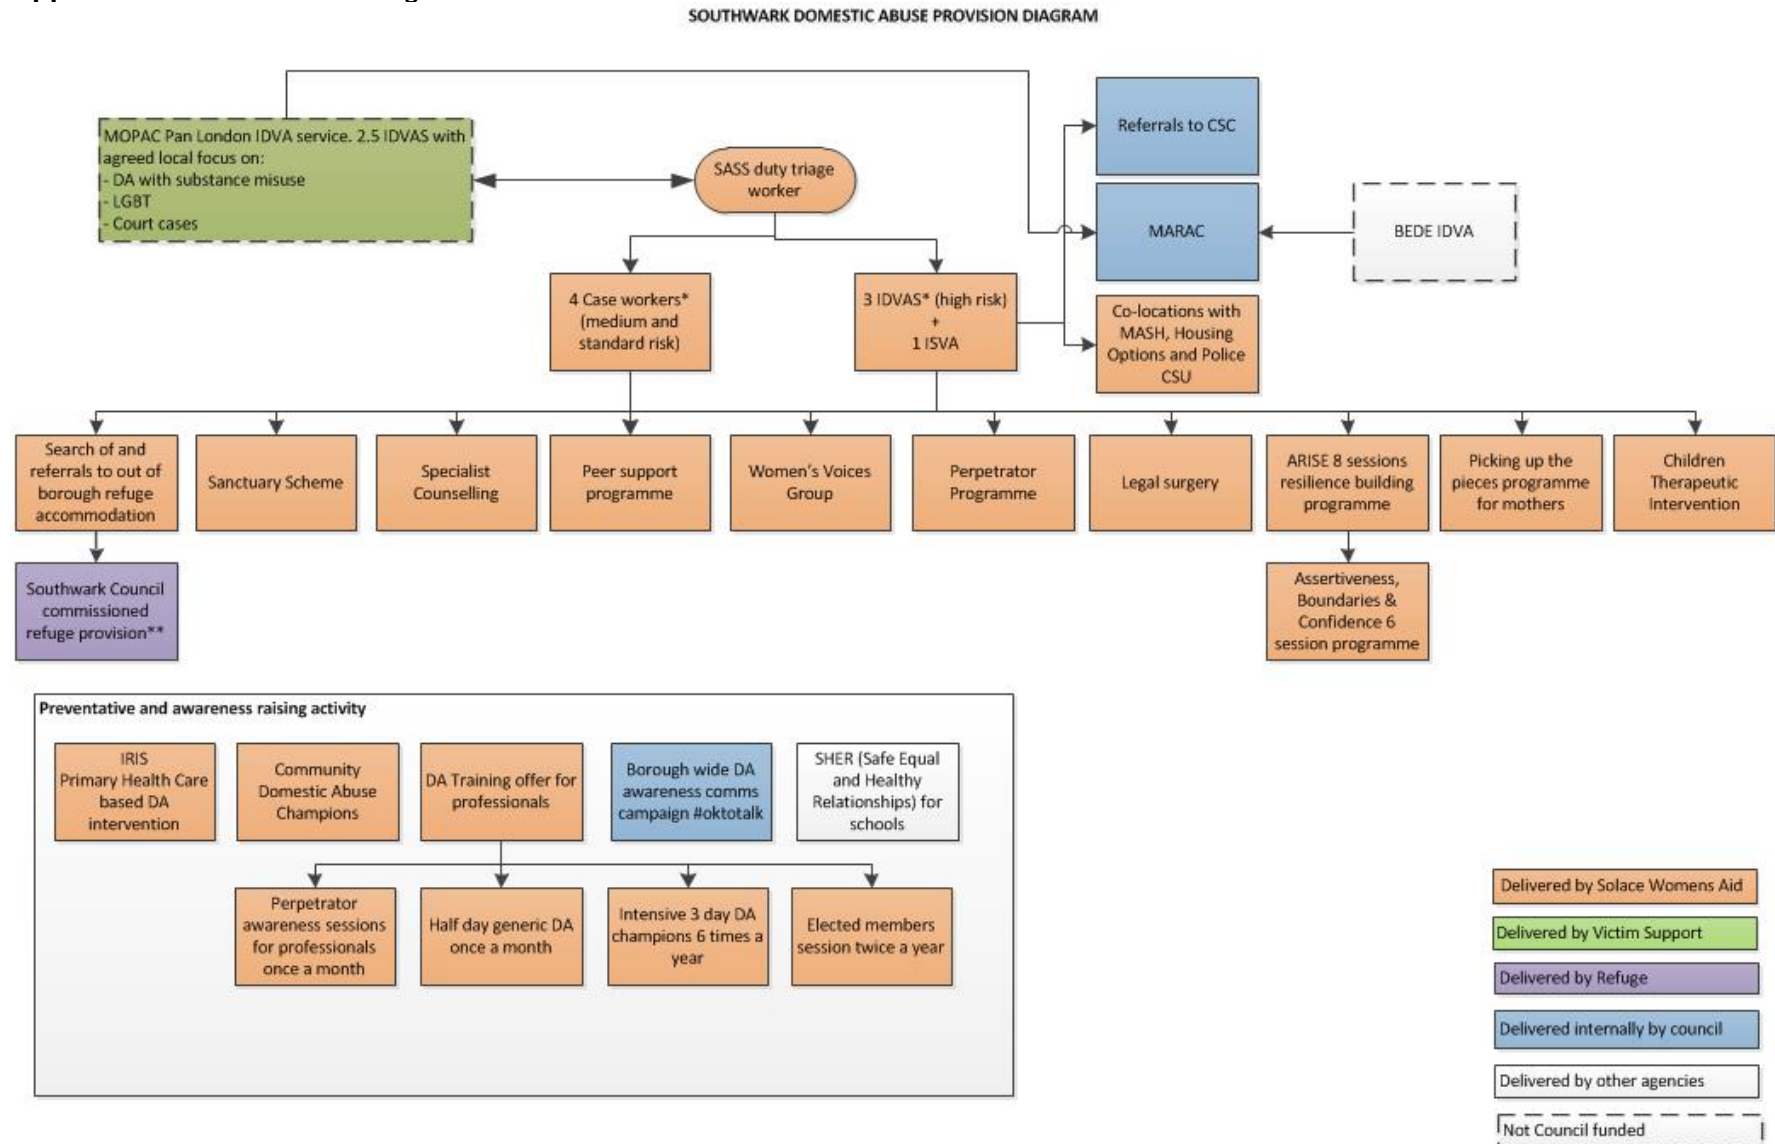 SOUTHWARK DOMESTIC ABUSE PROVISION DIAGRAM
MOPAC Pan London IDVA service. 2.5 IDVAS with
agreed local focus on:
- DA with substance misuse
- LGBT
- Court cases
SASS duty triage
worker
Referrals to CSC
MARAC
BEDE IDVA
4 Case workers*
(medium and
standard risk)
3 IDVAS* (high risk)
+
1 ISVA
Co-locations with
MASH, Housing
Options and Police
CSU
Search of and
referrals to out of
borough refuge
accommodation
Sanctuary Scheme
Specialist
Counselling
Peer support
programme
Women's Voices
Group
Perpetrator
Programme
Legal surgery
ARISE 8 sessions
resilience building
programme
Picking up the
pieces programme
for mothers
Children
Therapeutic
Intervention
Southwark Council
commissioned
refuge provision**
Assertiveness,
Boundaries &
Confidence 6
session programme
Preventative and awareness raising activity
IRIS
Primary Health Care
based DA
intervention
Community
Domestic Abuse
Champions
DA Training offer for
professionals
Borough wide DA
awareness comms
campaign #oktotalk
SHER (Safe Equal
and Healthy
Relationships) for
schools
Perpetrator
awareness sessions
for professionals
once a month
Half day generic DA
once a month
Intensive 3 day DA
champions 6 times a
year
Elected members
session twice a year
Delivered by Solace Womens Aid
Delivered by Victim Support
Delivered by Refuge
Delivered internally by council
Delivered by other agencies
Not Council funded